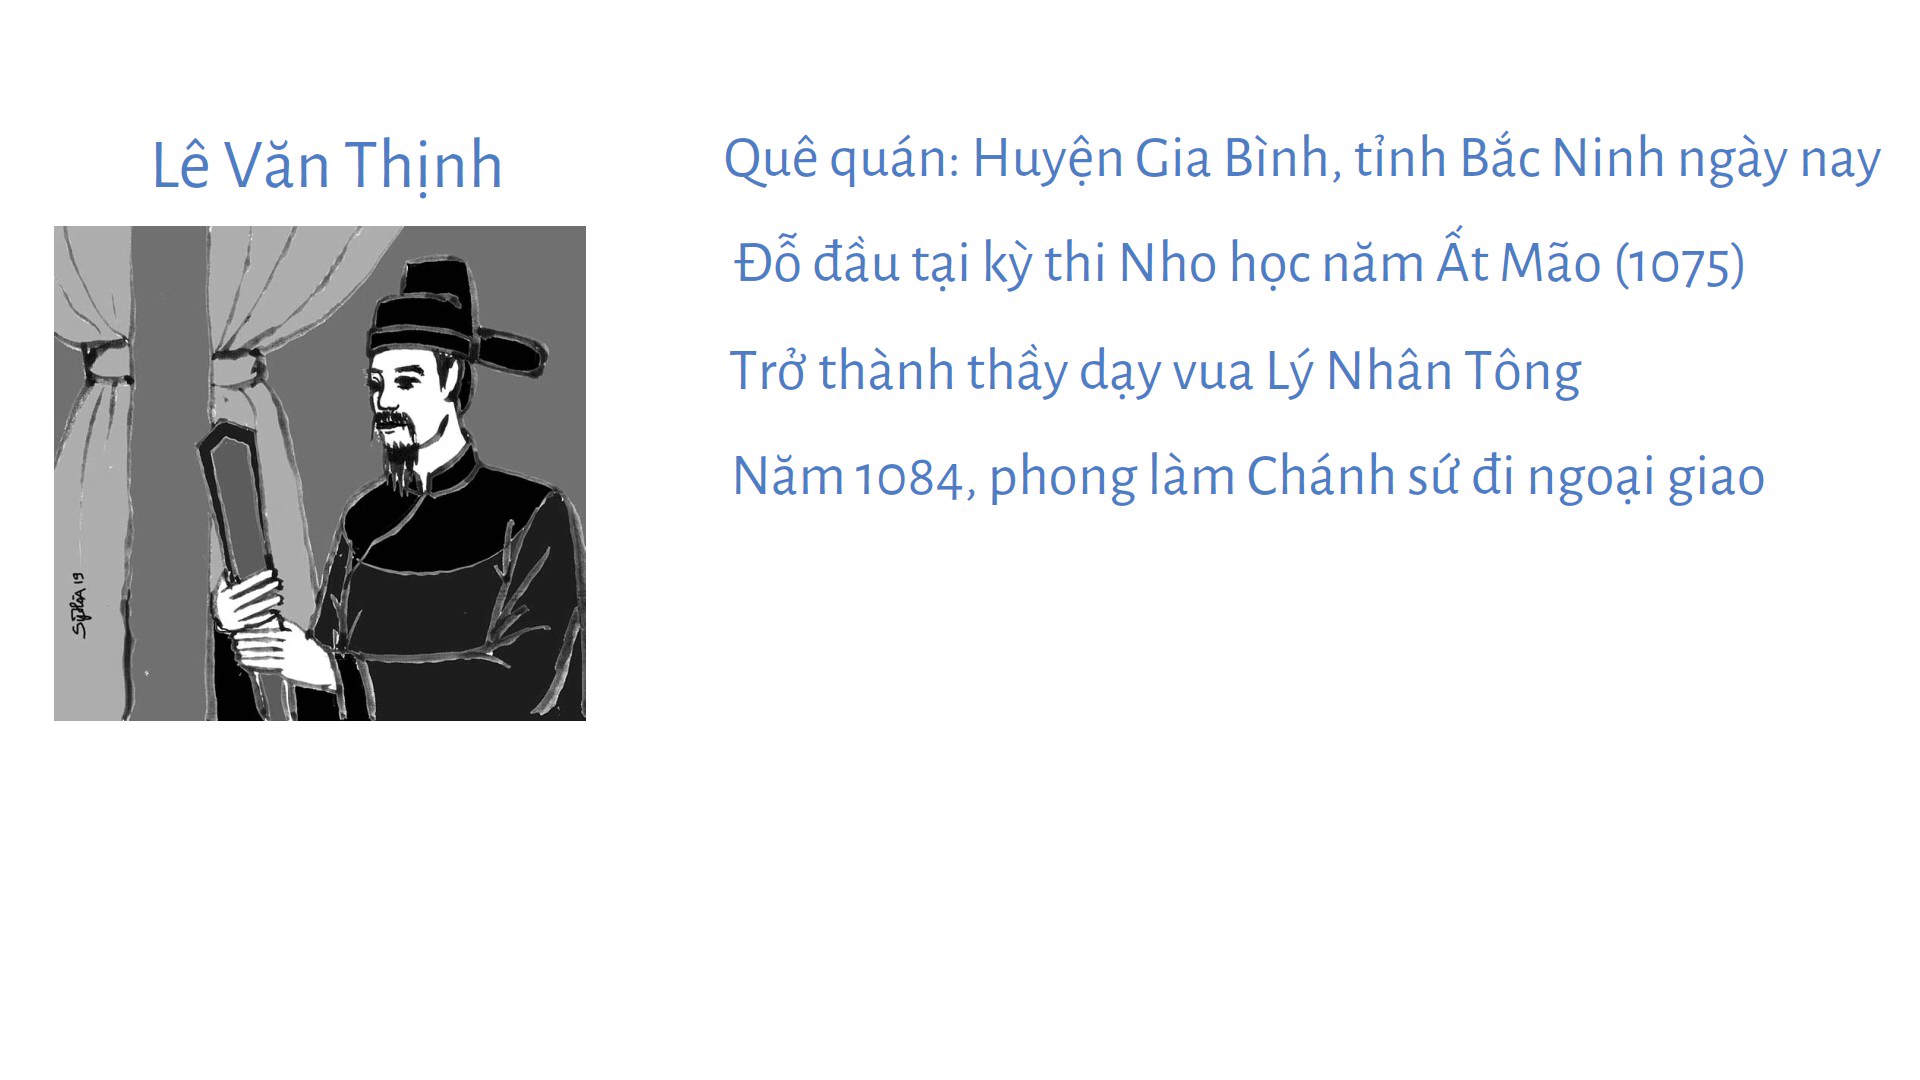 Lê Văn Thịnh
Quê quán: Huyện Gia Bình, tỉnh Bắc Ninh ngày nay
Đỗ đầu tại kỳ thi Nho học năm Ất Mão (1075)
Trở thành thầy dạy vua Lý Nhân Tông
Năm 1084, phong làm Chánh sứ đi ngoại giao